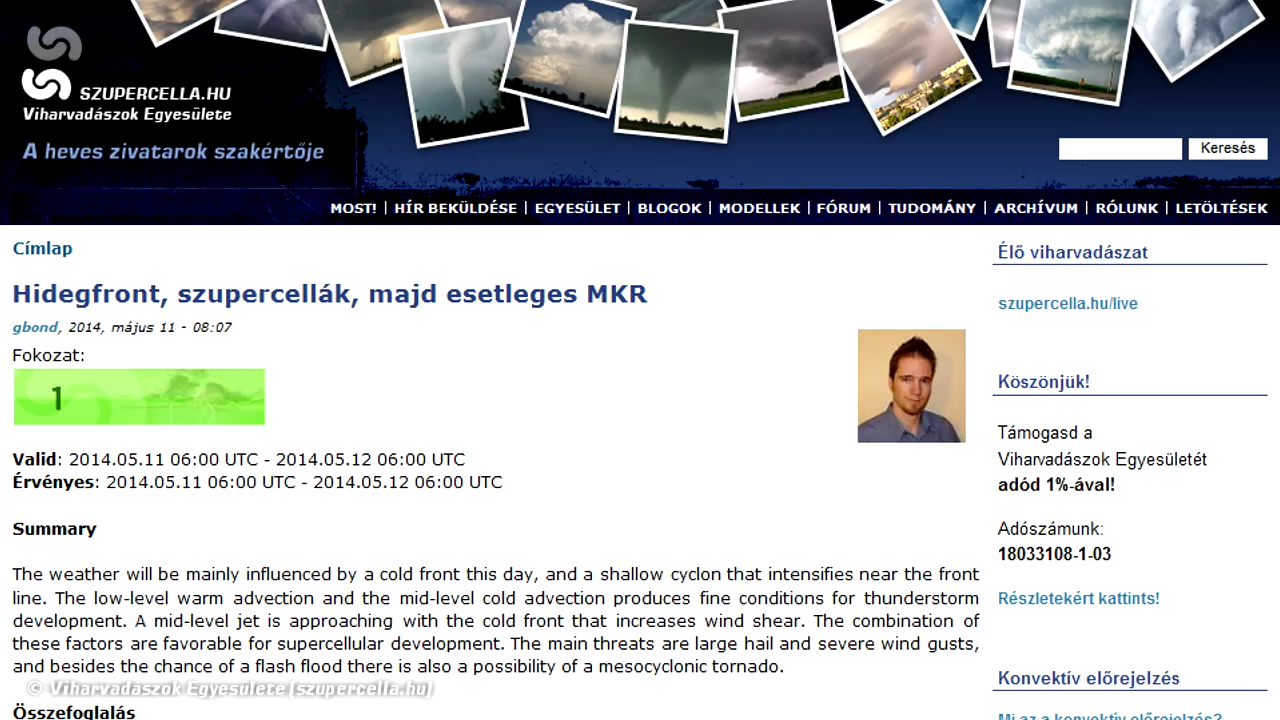 SZUPERCELLA.HU
Viharvadászok Egyesülete
A heves zivatarok szakértője
Keresés
MOST! | HÍR BEKÜLDÉSE | EGYESÜLET | BLOGOK | MODELLEK | FÓRUM | TUDOMÁNY | ARCHÍVUM | RÓLUNK | LETÖLTÉSEK
Címlap
Hidegfront, szupercellák, majd esetleges MKR
gbond, 2014, május 11 - 08:07
Fokozat:
1
Valid: 2014.05.11 06:00 UTC - 2014.05.12 06:00 UTC
Érvényes: 2014.05.11 06:00 UTC - 2014.05.12 06:00 UTC
Summary
The weather will be mainly influenced by a cold front this day, and a shallow cyclon that intensifies near the front
line. The low-level warm advection and the mid-level cold advection produces fine conditions for thunderstorm
development. A mid-level jet is approaching with the cold front that increases wind shear. The combination of
these factors are favorable for supercellular development. The main threats are large hail and severe wind gusts,
and besides the chance of a flash flood there is also a possibility of a mesocyclonic tornado.
© Viharvadászok Egyesülete (szupercella.hu)
Összefoglalás
Élő viharvadászat
szupercella.hu/live
Köszönjük!
Támogasd a
Viharvadászok Egyesületét
adód 1%-ával!
Adószámunk:
18033108-1-03
Részletekért kattints!
Konvektív előrejelzés
Mi az a konvektív előrejelzés?